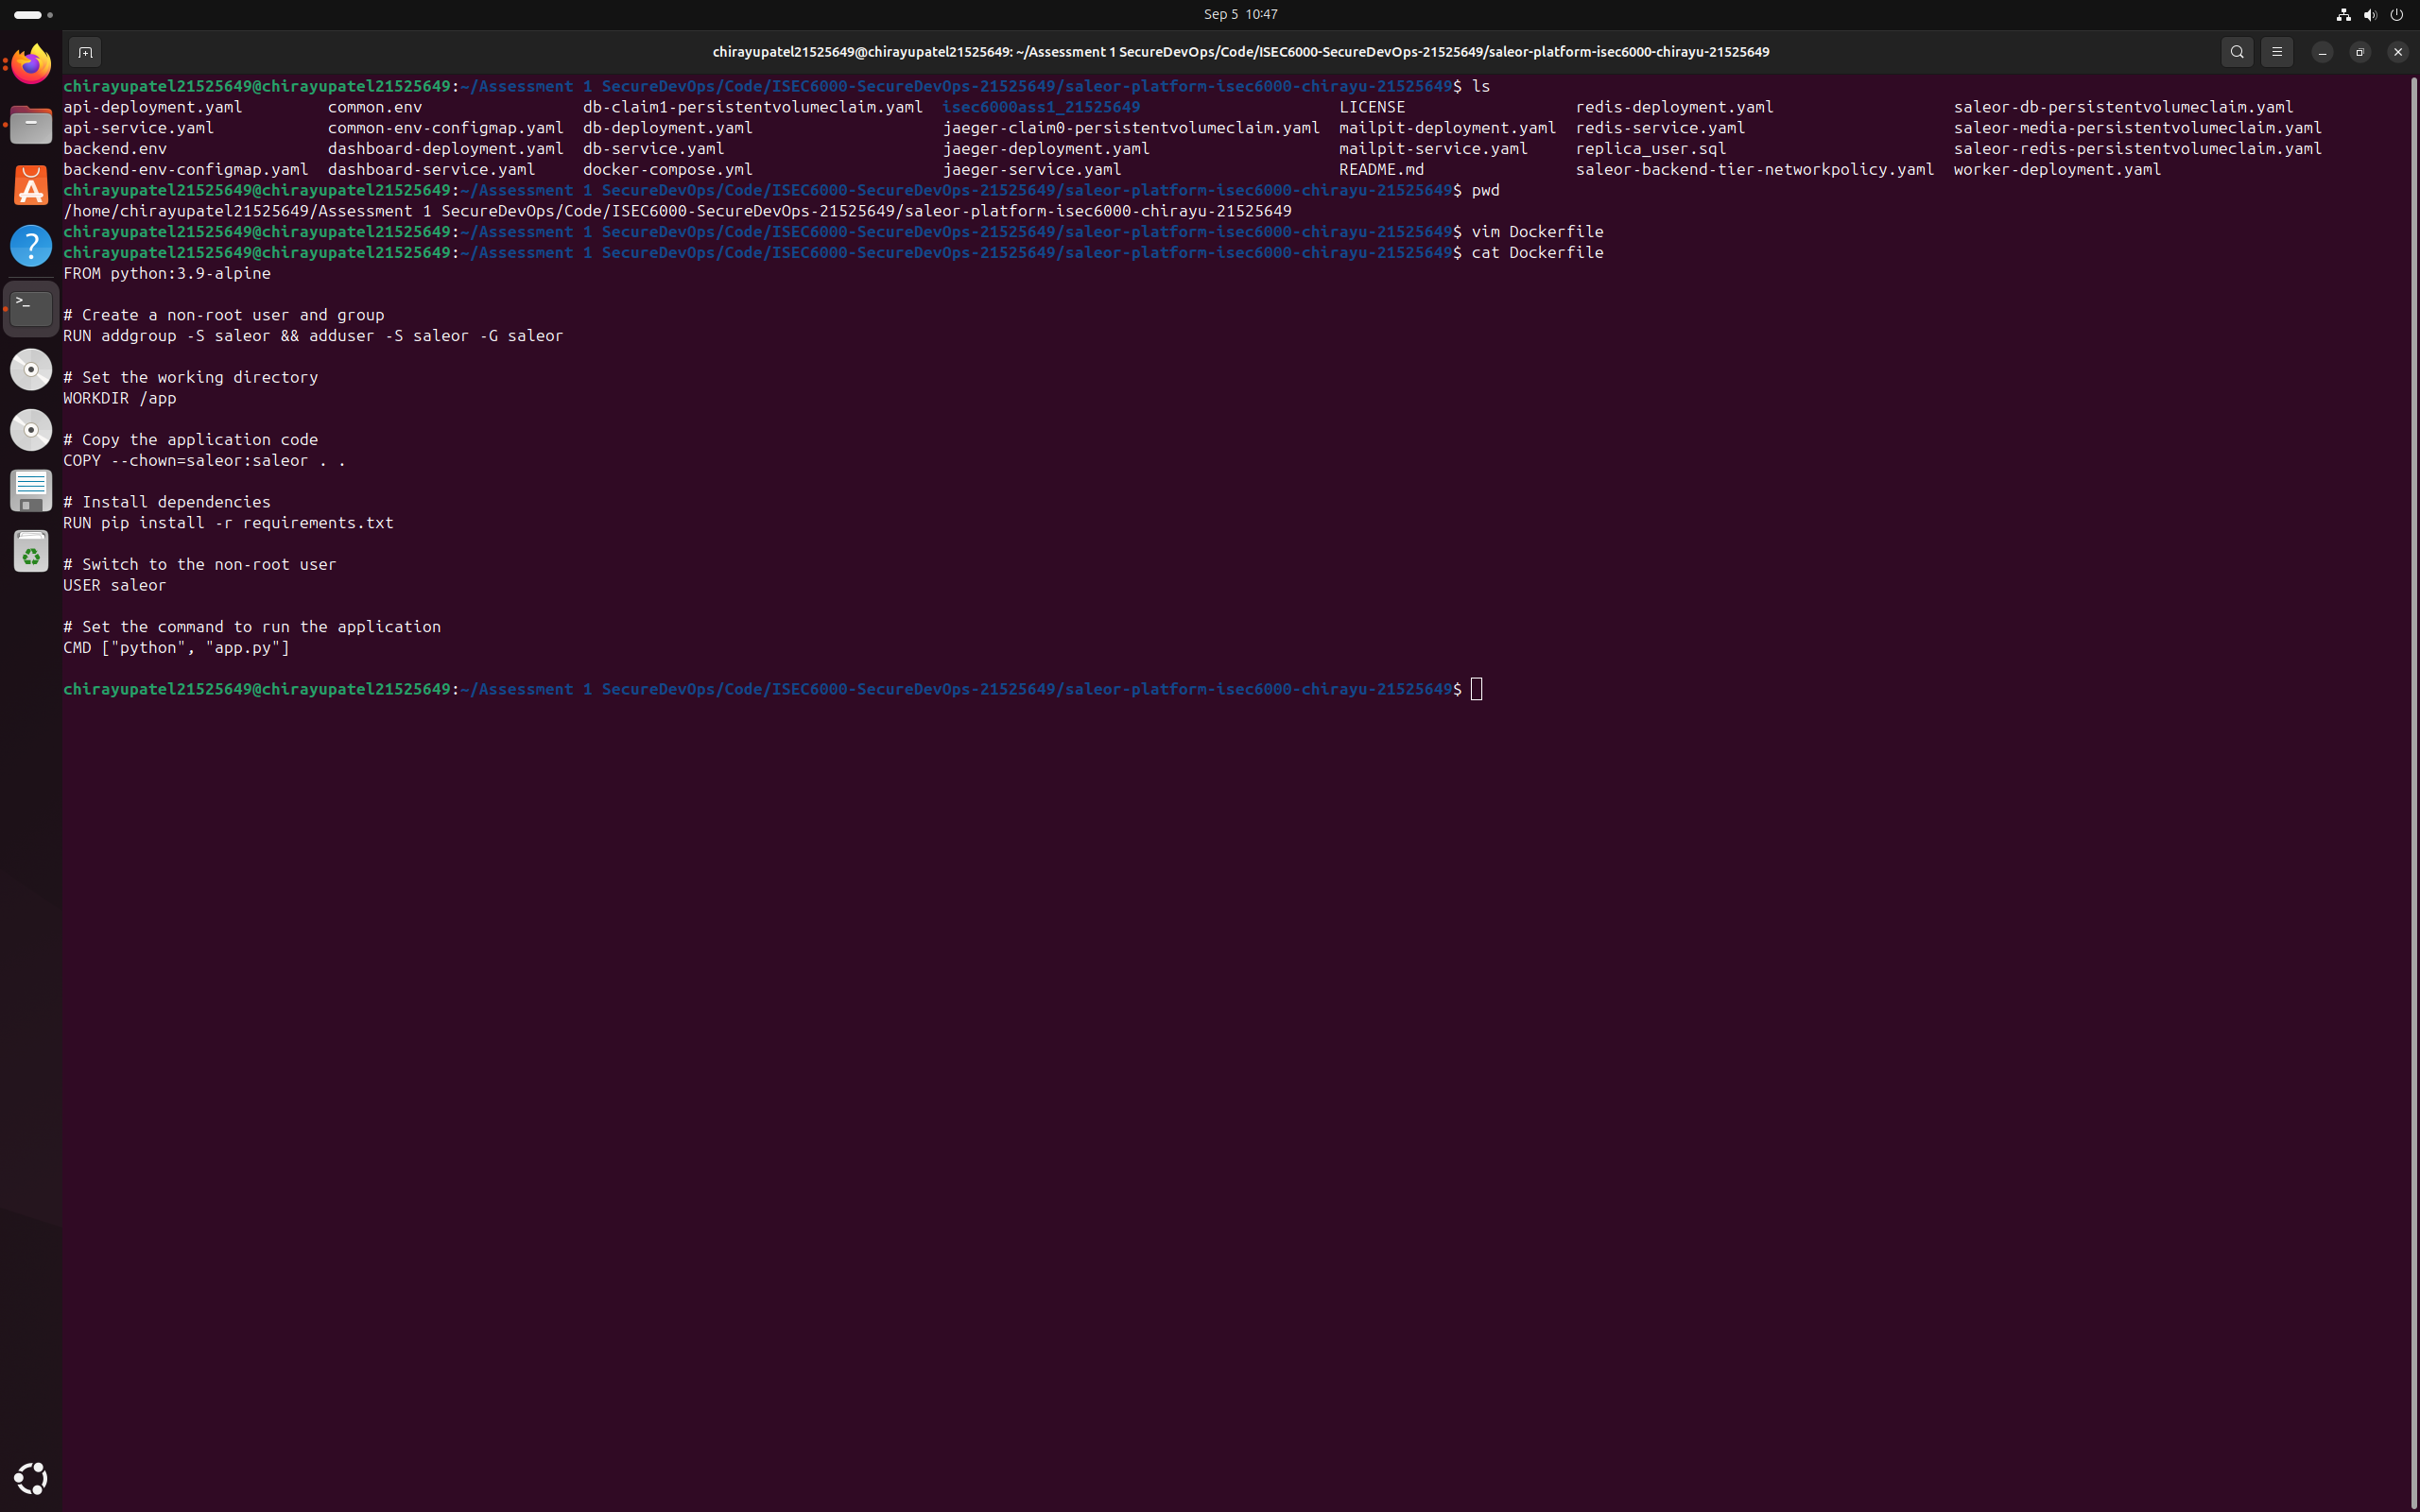 Sep 5 10:47
chirayupatel21525649@chirayupatel21525649: ~/Assessment 1 SecureDevOps/Code/ISEC6000-SecureDevOps-21525649/saleor-platform-isec6000-chirayu-21525649
chirayupatel21525649@chirayupatel21525649:~/Assessment 1 SecureDevOps/Code/ISEC6000-SecureDevOps-21525649/saleor-platform-isec6000-chirayu-21525649$ ls
api-deployment.yaml common.env db-claim1-persistentvolumeclaim.yaml isec6000ass1_21525649 LICENSE redis-deployment.yaml saleor-db-persistentvolumeclaim.yaml
api-service.yaml common-env-configmap.yaml db-deployment.yaml jaeger-claim0-persistentvolumeclaim.yaml mailpit-deployment.yaml redis-service.yaml saleor-media-persistentvolumeclaim.yaml
backend.env dashboard-deployment.yaml db-service.yaml jaeger-deployment.yaml mailpit-service.yaml replica_user.sql saleor-redis-persistentvolumeclaim.yaml
backend-env-configmap.yaml dashboard-service.yaml docker-compose.yml jaeger-service.yaml README.md saleor-backend-tier-networkpolicy.yaml worker-deployment.yaml
chirayupatel21525649@chirayupatel21525649:~/Assessment 1 SecureDevOps/Code/ISEC6000-SecureDevOps-21525649/saleor-platform-isec6000-chirayu-21525649$ pwd
/home/chirayupatel21525649/Assessment 1 SecureDevOps/Code/ISEC6000-SecureDevOps-21525649/saleor-platform-isec6000-chirayu-21525649
chirayupatel21525649@chirayupatel21525649:~/Assessment 1 SecureDevOps/Code/ISEC6000-SecureDevOps-21525649/saleor-platform-isec6000-chirayu-21525649$ vim Dockerfile
chirayupatel21525649@chirayupatel21525649:~/Assessment 1 SecureDevOps/Code/ISEC6000-SecureDevOps-21525649/saleor-platform-isec6000-chirayu-21525649$ cat Dockerfile
FROM python:3.9-alpine
# Create a non-root user and group
RUN addgroup -S saleor && adduser -S saleor -G saleor
# Set the working directory
WORKDIR /app
# Copy the application code
COPY --chown=saleor:saleor . .
# Install dependencies
RUN pip install -r requirements.txt
# Switch to the non-root user
USER saleor
# Set the command to run the application
CMD ["python", "app.py"]
chirayupatel21525649@chirayupatel21525649:~/Assessment 1 SecureDevOps/Code/ISEC6000-SecureDevOps-21525649/saleor-platform-isec6000-chirayu-21525649$